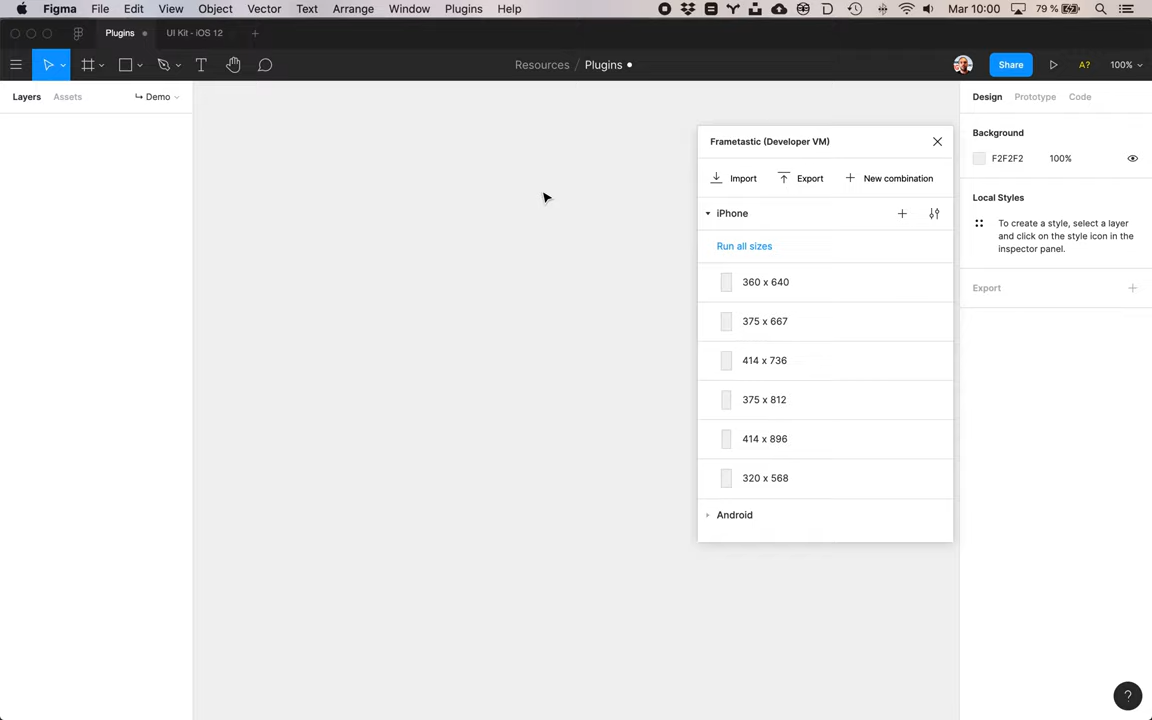 Figma File Edit View Object Vector Text Arrange Window Plugins Help Mar 10:00 79 %
Plugins UI Kit - iOS 12
Resources / Plugins Share A? 100%
Layers Assets Demo Design Prototype Code
Frametastic (Developer VM)
Import Export New combination
iPhone
Run all sizes
360 x 640
375 x 667
414 x 736
375 x 812
414 x 896
320 x 568
Android
Background
F2F2F2 100%
Local Styles
To create a style, select a layer
and click on the style icon in the
inspector panel.
Export
?